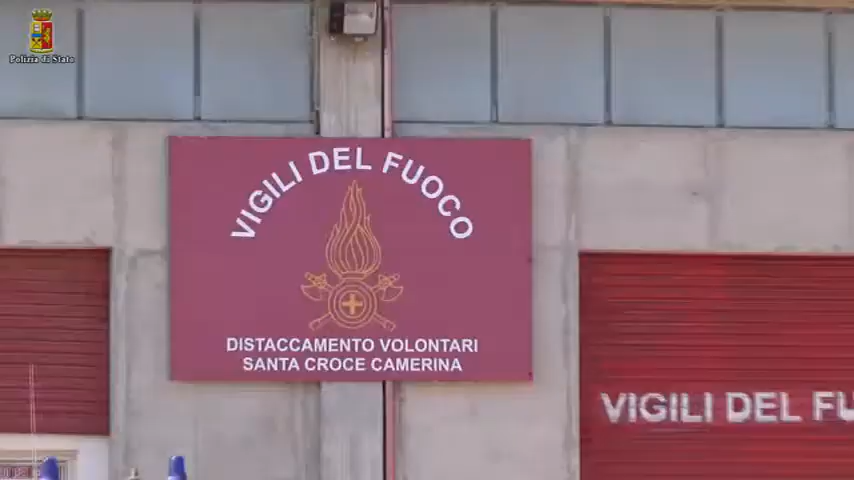 Polizia di Stato
VIGILI DEL FUOCO
DISTACCAMENTO VOLONTARI
SANTA CROCE CAMERINA
VIGILI DEL FU